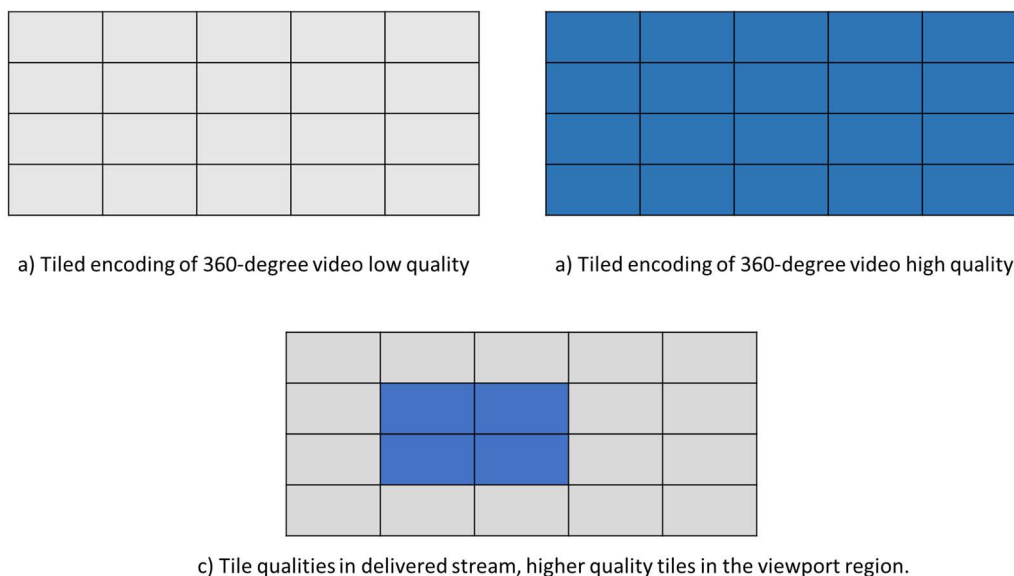 a) Tiled encoding of 360-degree video low quality
a) Tiled encoding of 360-degree video high quality
c) Tile qualities in delivered stream, higher quality tiles in the viewport region.